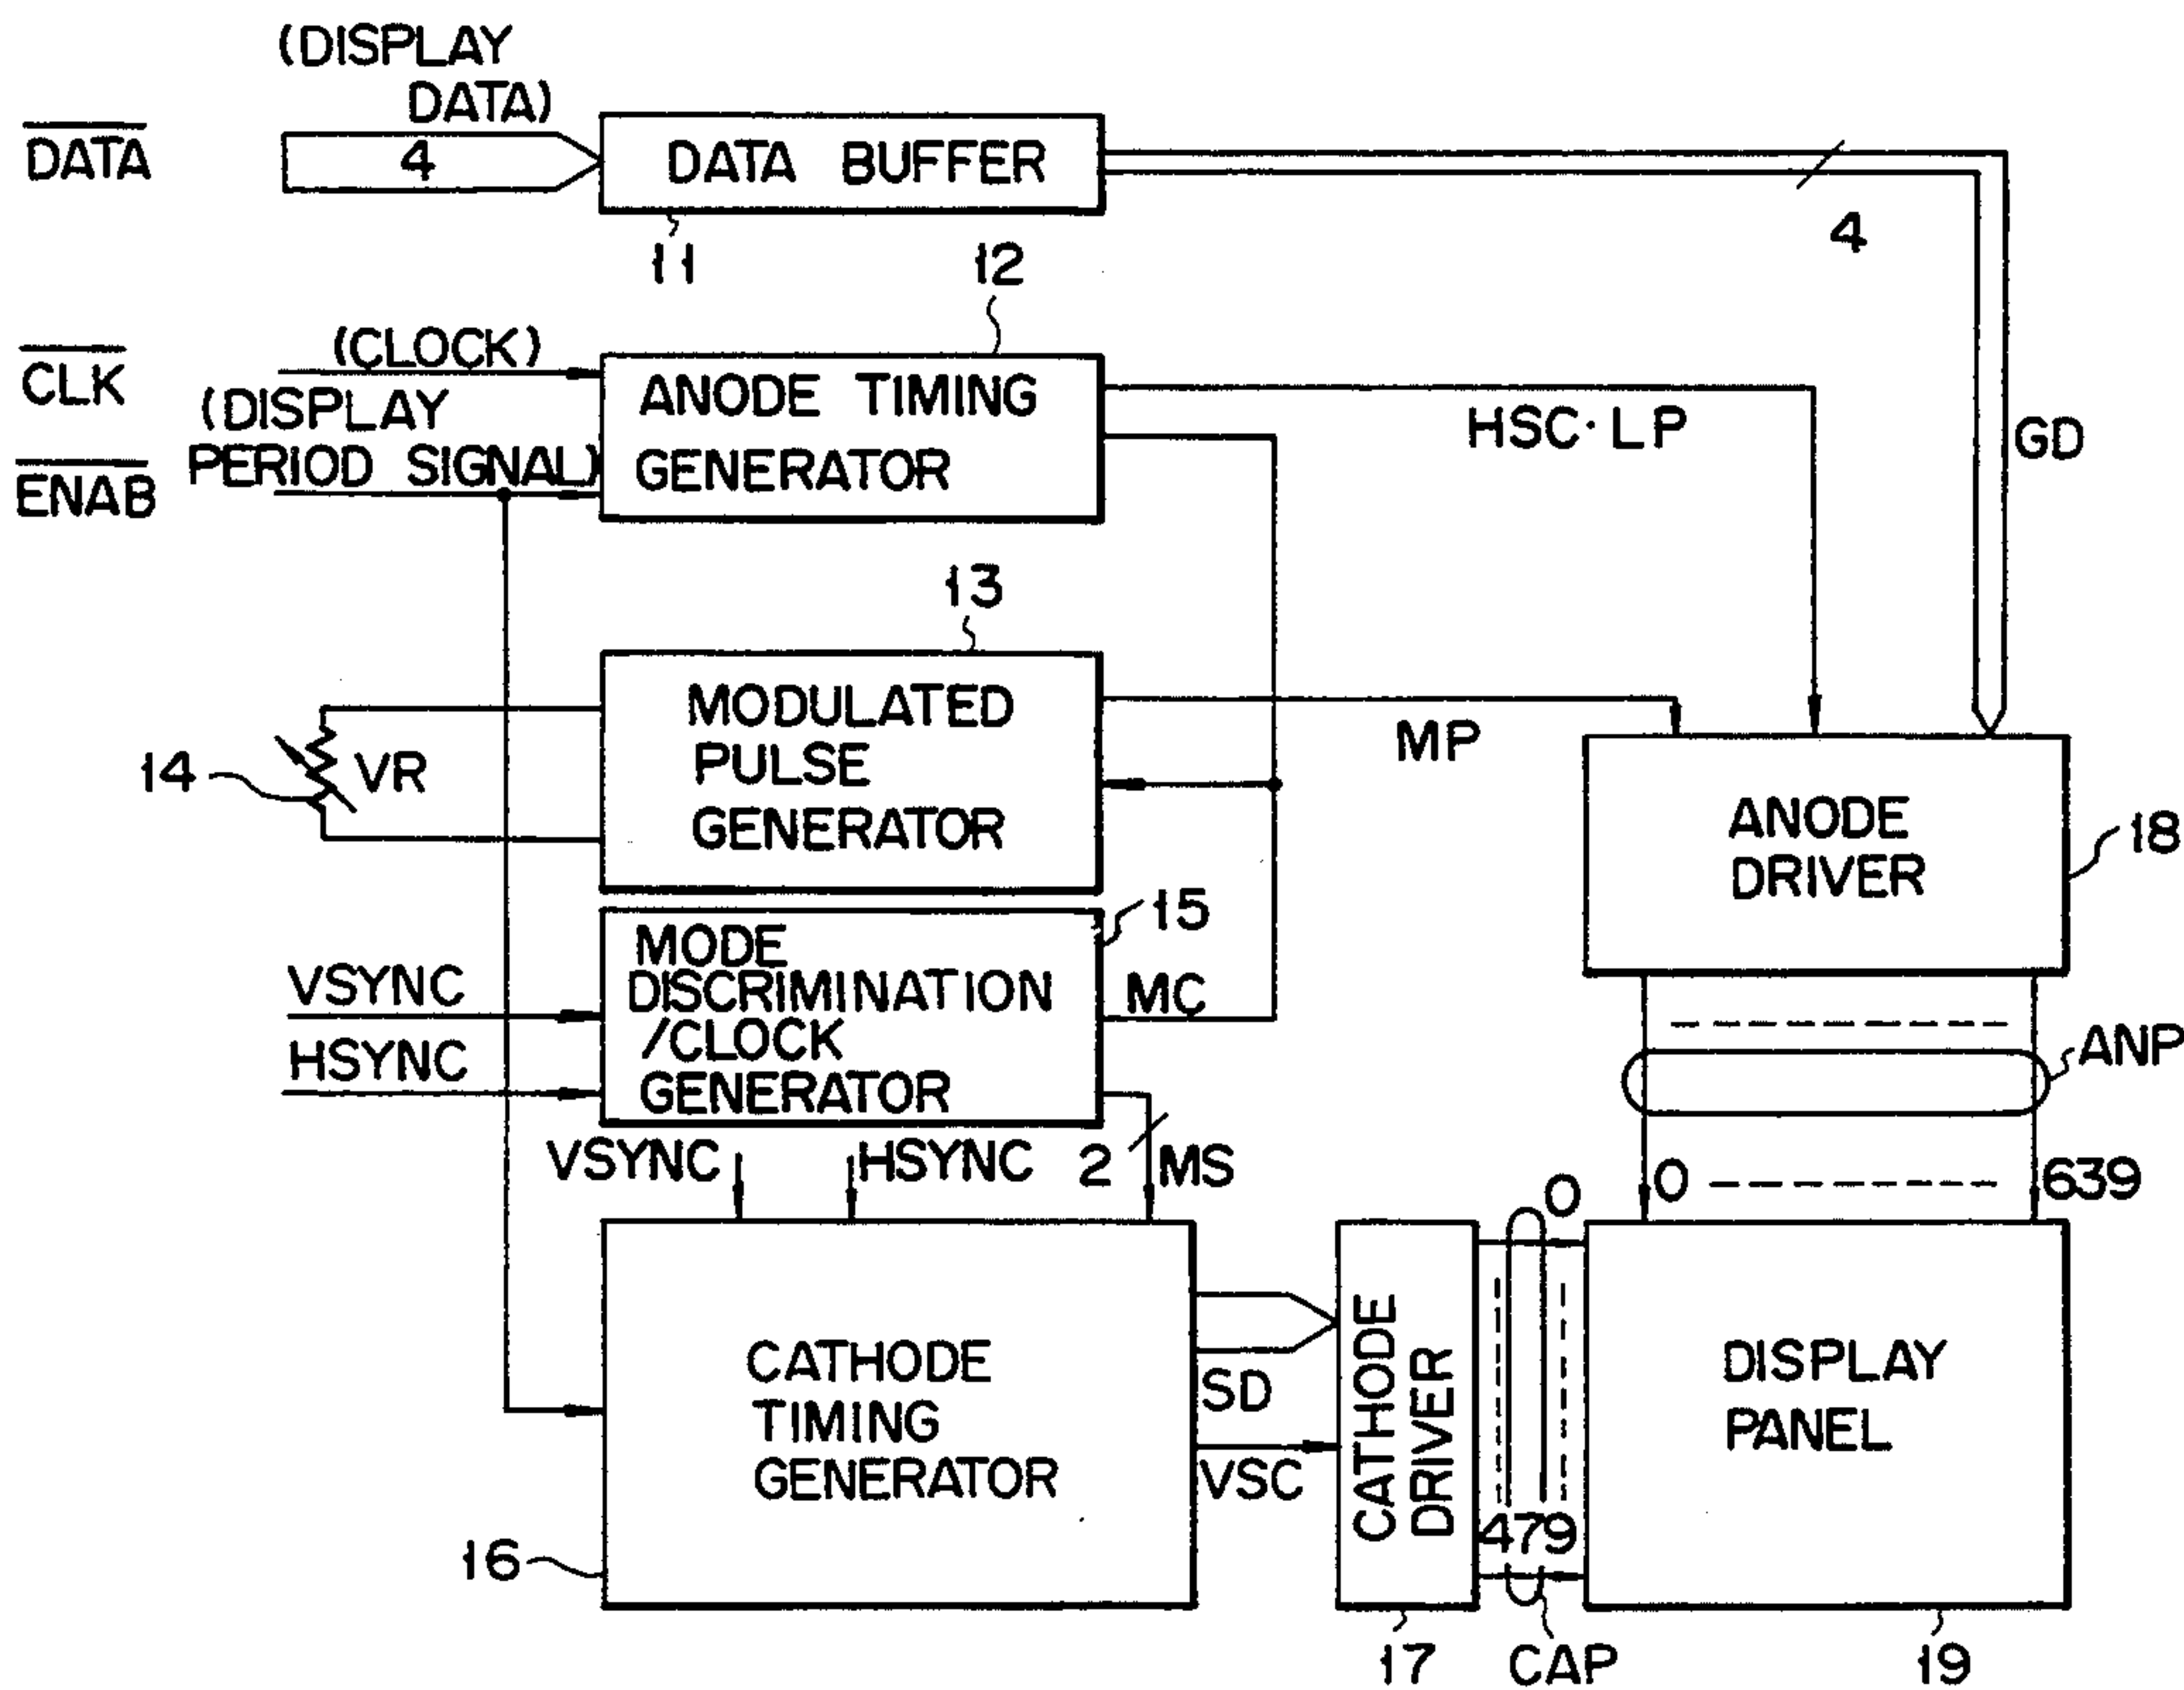 (DISPLAY
DATA)
DATA
4
DATA BUFFER
4
11
12
GD
CLK
(CLOCK)
(DISPLAY
PERIOD SIGNAL)
ENAB
ANODE TIMING
GENERATOR
HSC·LP
13
MODULATED
PULSE
GENERATOR
14
VR
MP
ANODE
DRIVER
18
15
MODE
DISCRIMINATION
/CLOCK
GENERATOR
VSYNC
HSYNC
MC
ANP
VSYNC
HSYNC
2
MS
0
639
0
CATHODE
TIMING
GENERATOR
SD
VSC
CATHODE
DRIVER
479
DISPLAY
PANEL
16
17
CAP
19